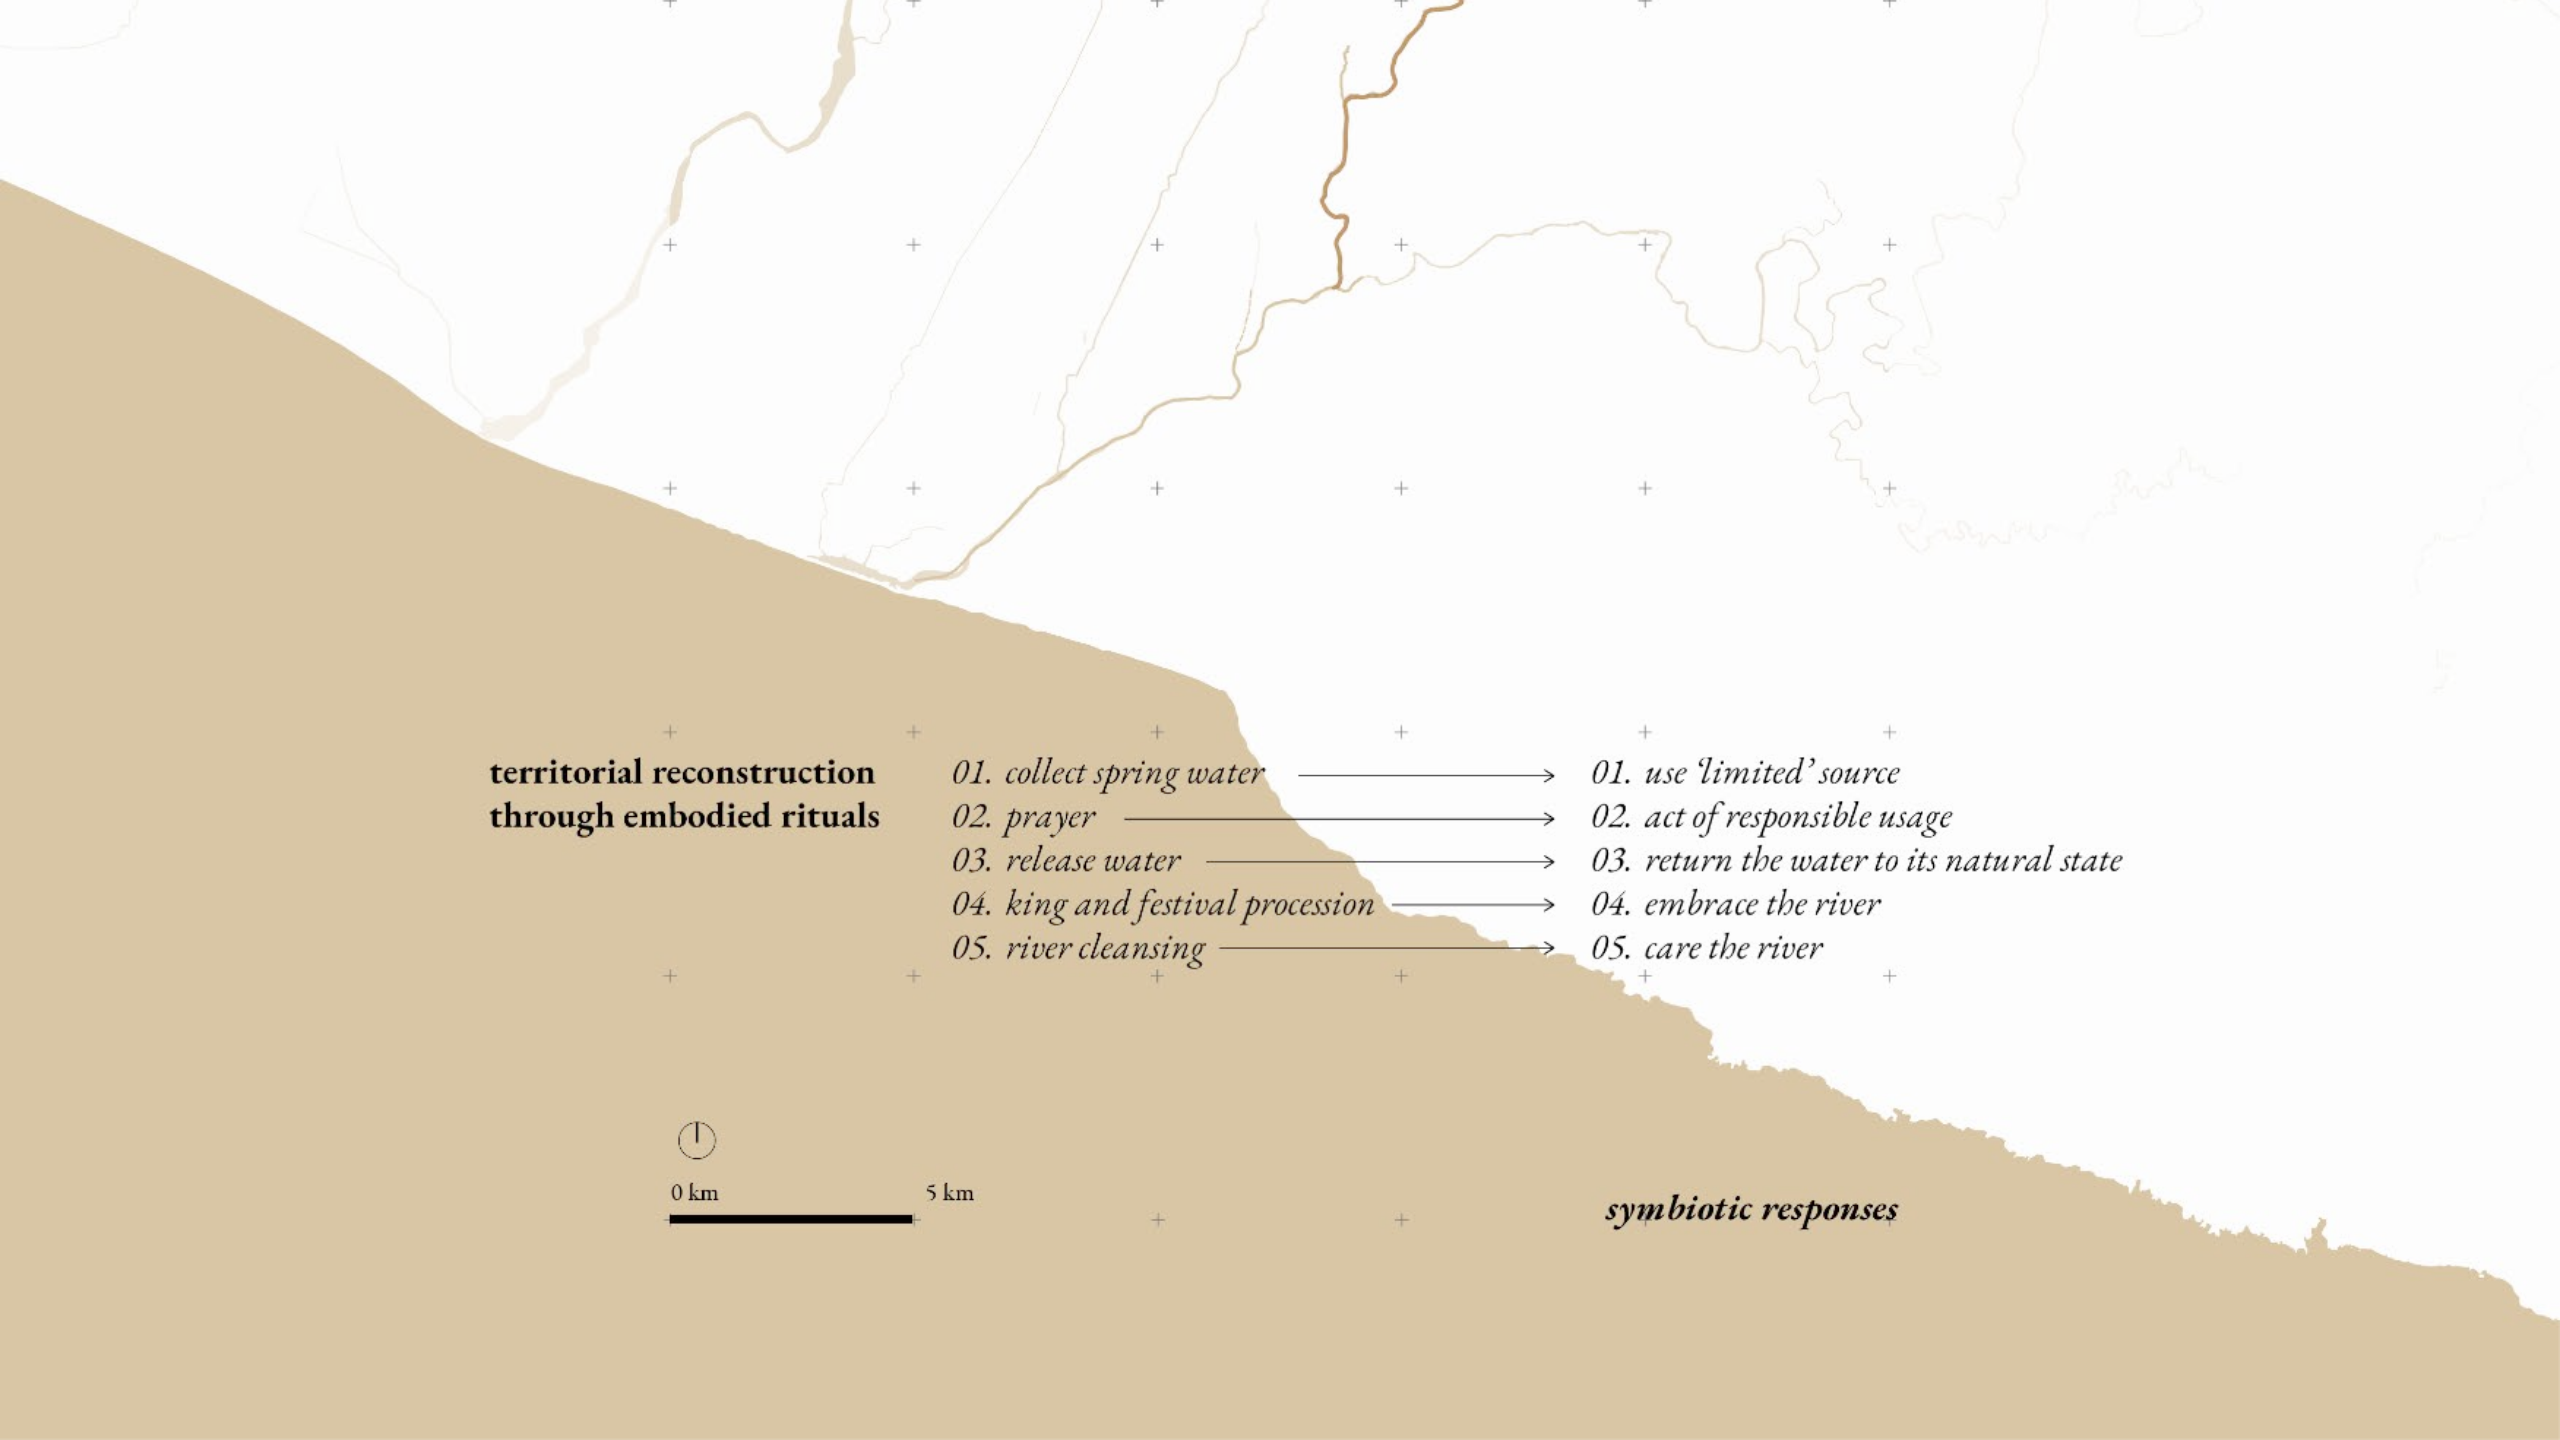 territorial reconstruction
through embodied rituals
01. collect spring water
02. prayer
03. release water
04. king and festival procession
05. river cleansing
01. use ‘limited’ source
02. act of responsible usage
03. return the water to its natural state
04. embrace the river
05. care the river
0 km
5 km
symbiotic responses